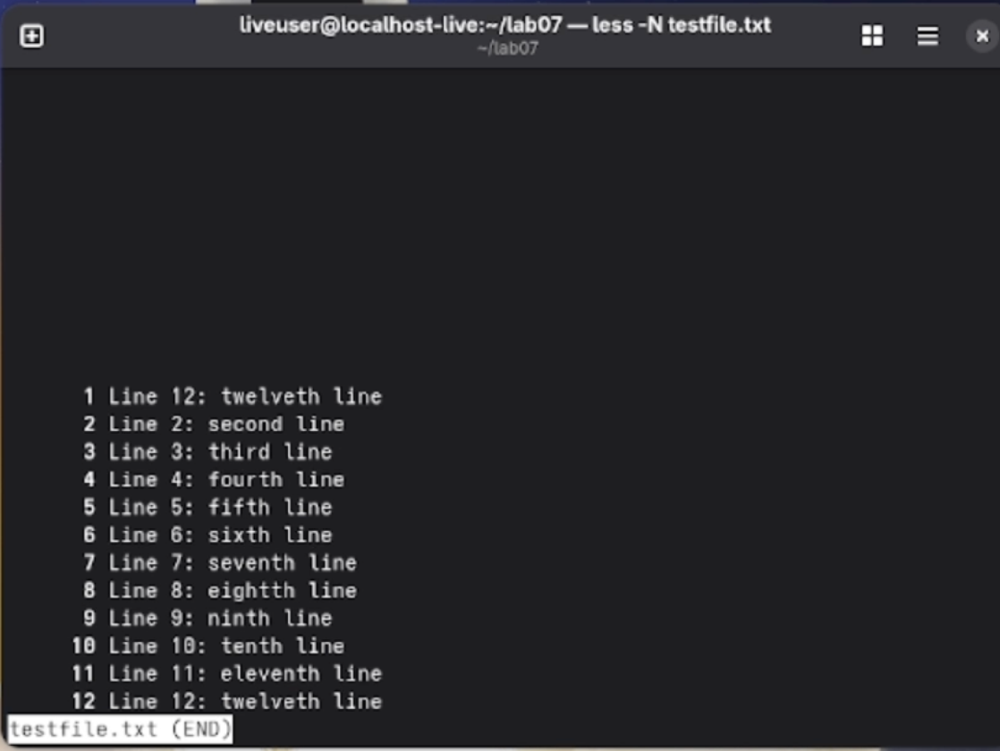 liveuser@localhost-live:~/lab07 — less -N testfile.txt
~/lab07
1 Line 12: twelveth line
2 Line 2: second line
3 Line 3: third line
4 Line 4: fourth line
5 Line 5: fifth line
6 Line 6: sixth line
7 Line 7: seventh line
8 Line 8: eightth line
9 Line 9: ninth line
10 Line 10: tenth line
11 Line 11: eleventh line
12 Line 12: twelveth line
testfile.txt (END)